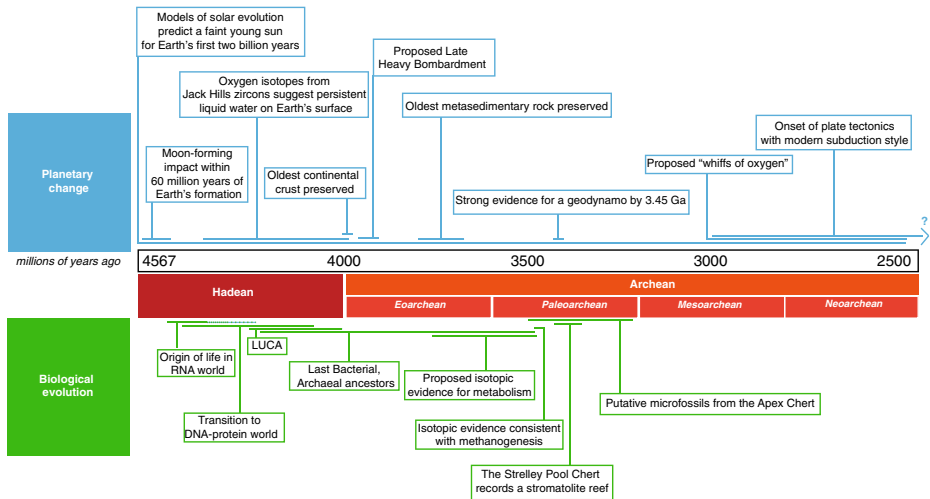 Models of solar evolution
predict a faint young sun
for Earth's first two billion years
Proposed Late
Heavy Bombardment
Oxygen isotopes from
Jack Hills zircons suggest persistent
liquid water on Earth's surface
Oldest metasedimentary rock preserved
Onset of plate tectonics
with modern subduction style
Moon-forming
impact within
60 million years of
Earth's formation
Oldest continental
crust preserved
Proposed "whiffs of oxygen"
Planetary
change
Strong evidence for a geodynamo by 3.45 Ga
?
millions of years ago
4567
4000
3500
3000
2500
Hadean
Archean
Eoarchean
Paleoarchean
Mesoarchean
Neoarchean
Biological
evolution
Origin of life in
RNA world
LUCA
Last Bacterial,
Archaeal ancestors
Proposed isotopic
evidence for metabolism
Putative microfossils from the Apex Chert
Transition to
DNA-protein world
Isotopic evidence consistent
with methanogenesis
The Strelley Pool Chert
records a stromatolite reef